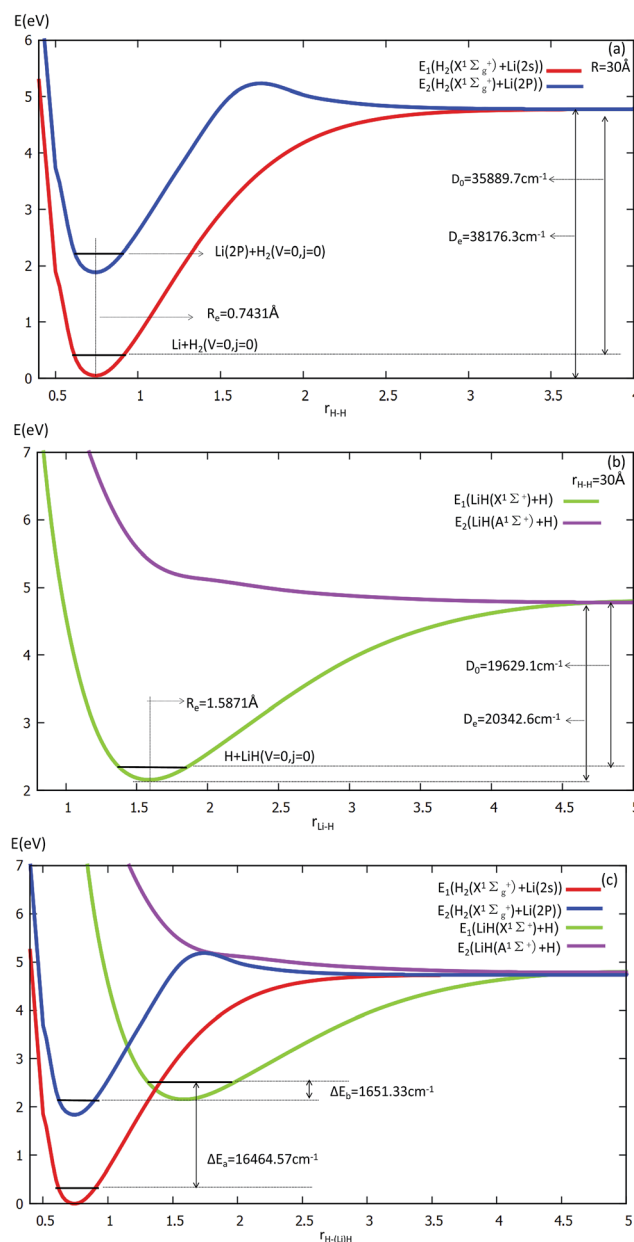 E(eV)
(a)
E₁(H₂(X¹Σg⁺)+Li(2s))
R=30Å
E₂(H₂(X¹Σg⁺)+Li(2P))
6
5
4
3
2
1
0
D₀=35889.7cm⁻¹
Dₑ=38176.3cm⁻¹
Li(2P)+H₂(V=0,j=0)
Rₑ=0.7431Å
Li+H₂(V=0,j=0)
0.5 1 1.5 2 2.5 3 3.5 4
r_H-H
E(eV)
(b)
r_H-H=30Å
E₁(LiH(X¹Σ⁺)+H)
E₂(LiH(A¹Σ⁺)+H)
7
6
5
4
3
2
D₀=19629.1cm⁻¹
Rₑ=1.5871Å
Dₑ=20342.6cm⁻¹
H+LiH(V=0,j=0)
1 1.5 2 2.5 3 3.5 4 4.5 5
r_Li-H
E(eV)
(c)
E₁(H₂(X¹Σg⁺)+Li(2s))
E₂(H₂(X¹Σg⁺)+Li(2P))
E₁(LiH(X¹Σ⁺)+H)
E₂(LiH(A¹Σ⁺)+H)
7
6
5
4
3
2
1
0
ΔE_b=1651.33cm⁻¹
ΔEₐ=16464.57cm⁻¹
0.5 1 1.5 2 2.5 3 3.5 4 4.5 5
r_H-(Li)H